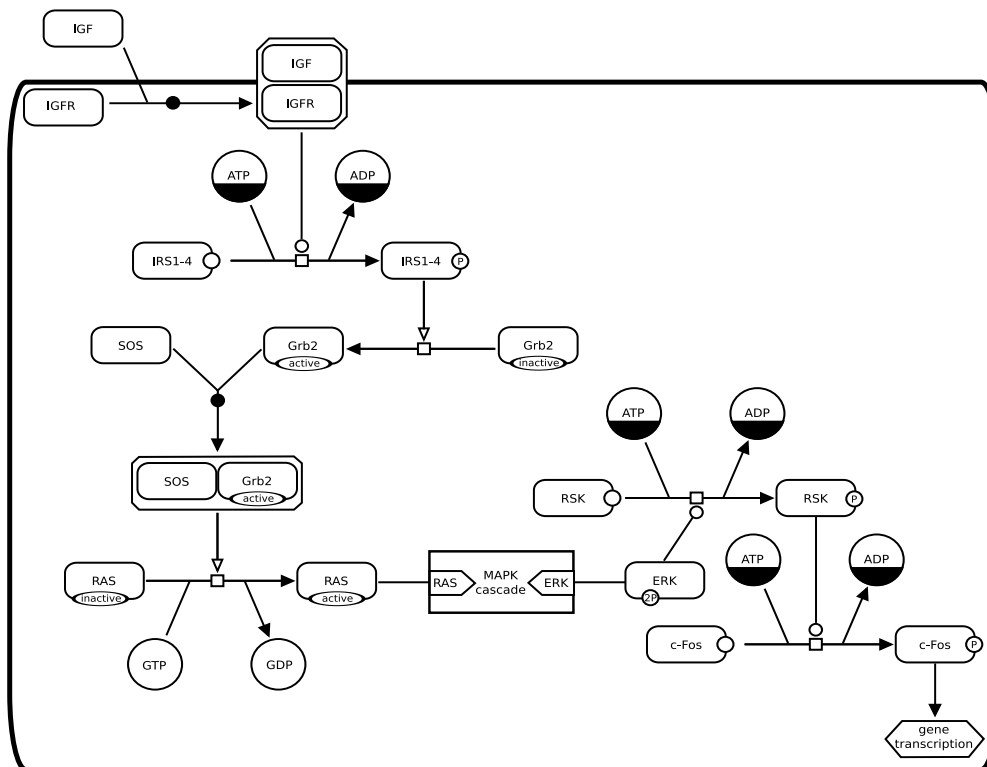 IGF
IGF
IGFR
IGFR
ATP
ADP
IRS1-4
IRS1-4
P
SOS
Grb2
active
Grb2
inactive
ATP
ADP
SOS
Grb2
active
RSK
RSK
P
ATP
ADP
RAS
inactive
RAS
active
RAS
MAPK
cascade
ERK
ERK
2P
GTP
GDP
c-Fos
c-Fos
P
gene
transcription